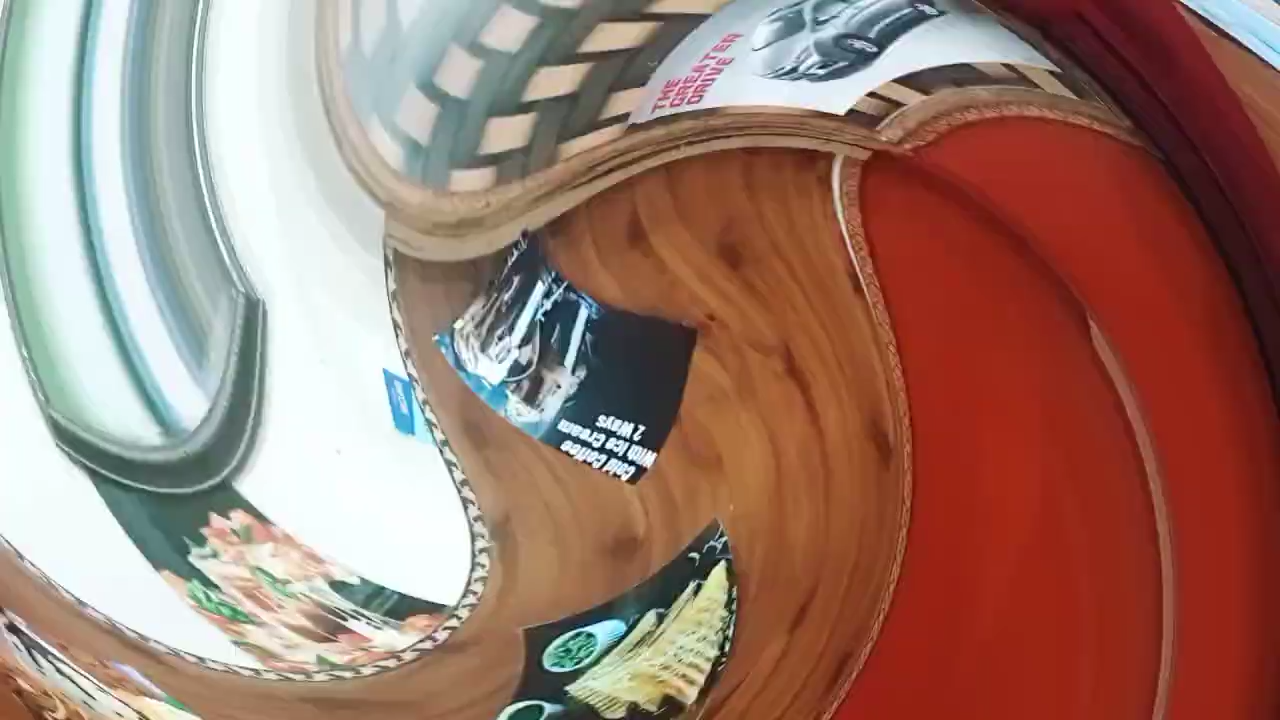 THE
GREATER
DRIVE
Cold Coffee
With Ice Cream
2 Ways